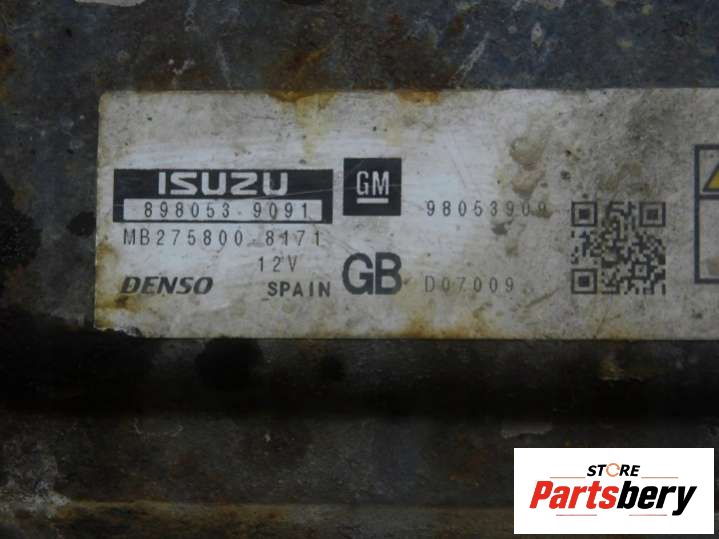 ISUZU
GM
898053-9091
98053909
MB275800-8171
12V
GB
DENSO
SPAIN
D07009
STORE
Partsbery